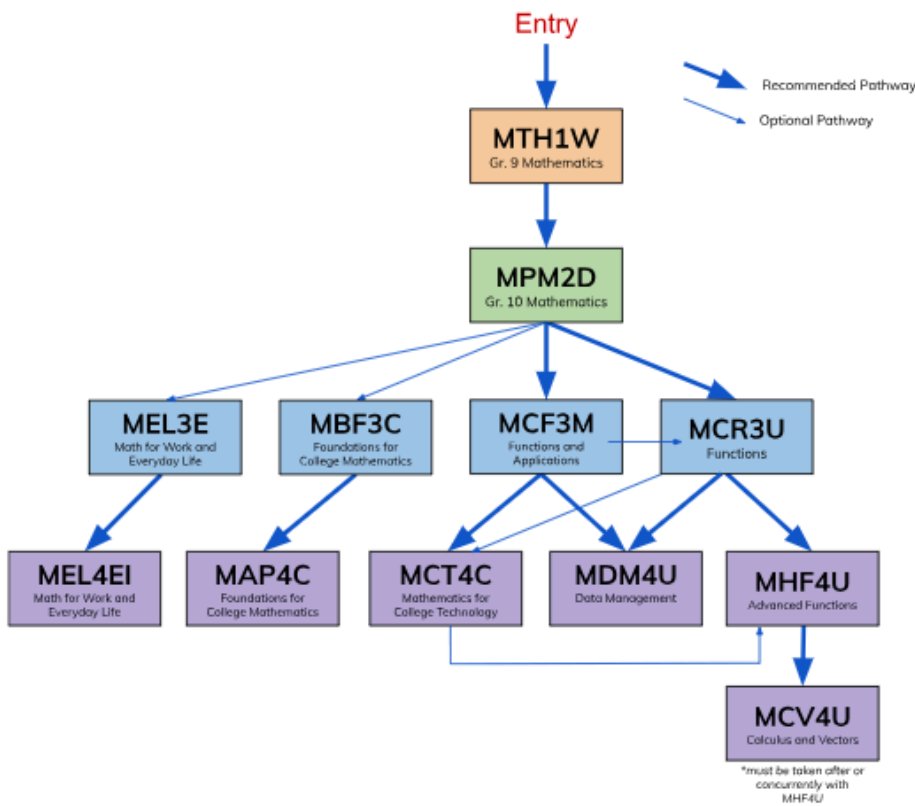 Entry
Recommended Pathway
Optional Pathway
MTH1W
Gr. 9 Mathematics
MPM2D
Gr. 10 Mathematics
MEL3E
Math for Work and
Everyday Life
MBF3C
Foundations for
College Mathematics
MCF3M
Functions and
Applications
MCR3U
Functions
MEL4EI
Math for Work and
Everyday Life
MAP4C
Foundations for
College Mathematics
MCT4C
Mathematics for
College Technology
MDM4U
Data Management
MHF4U
Advanced Functions
MCV4U
Calculus and Vectors
*must be taken after or
concurrently with
MHF4U